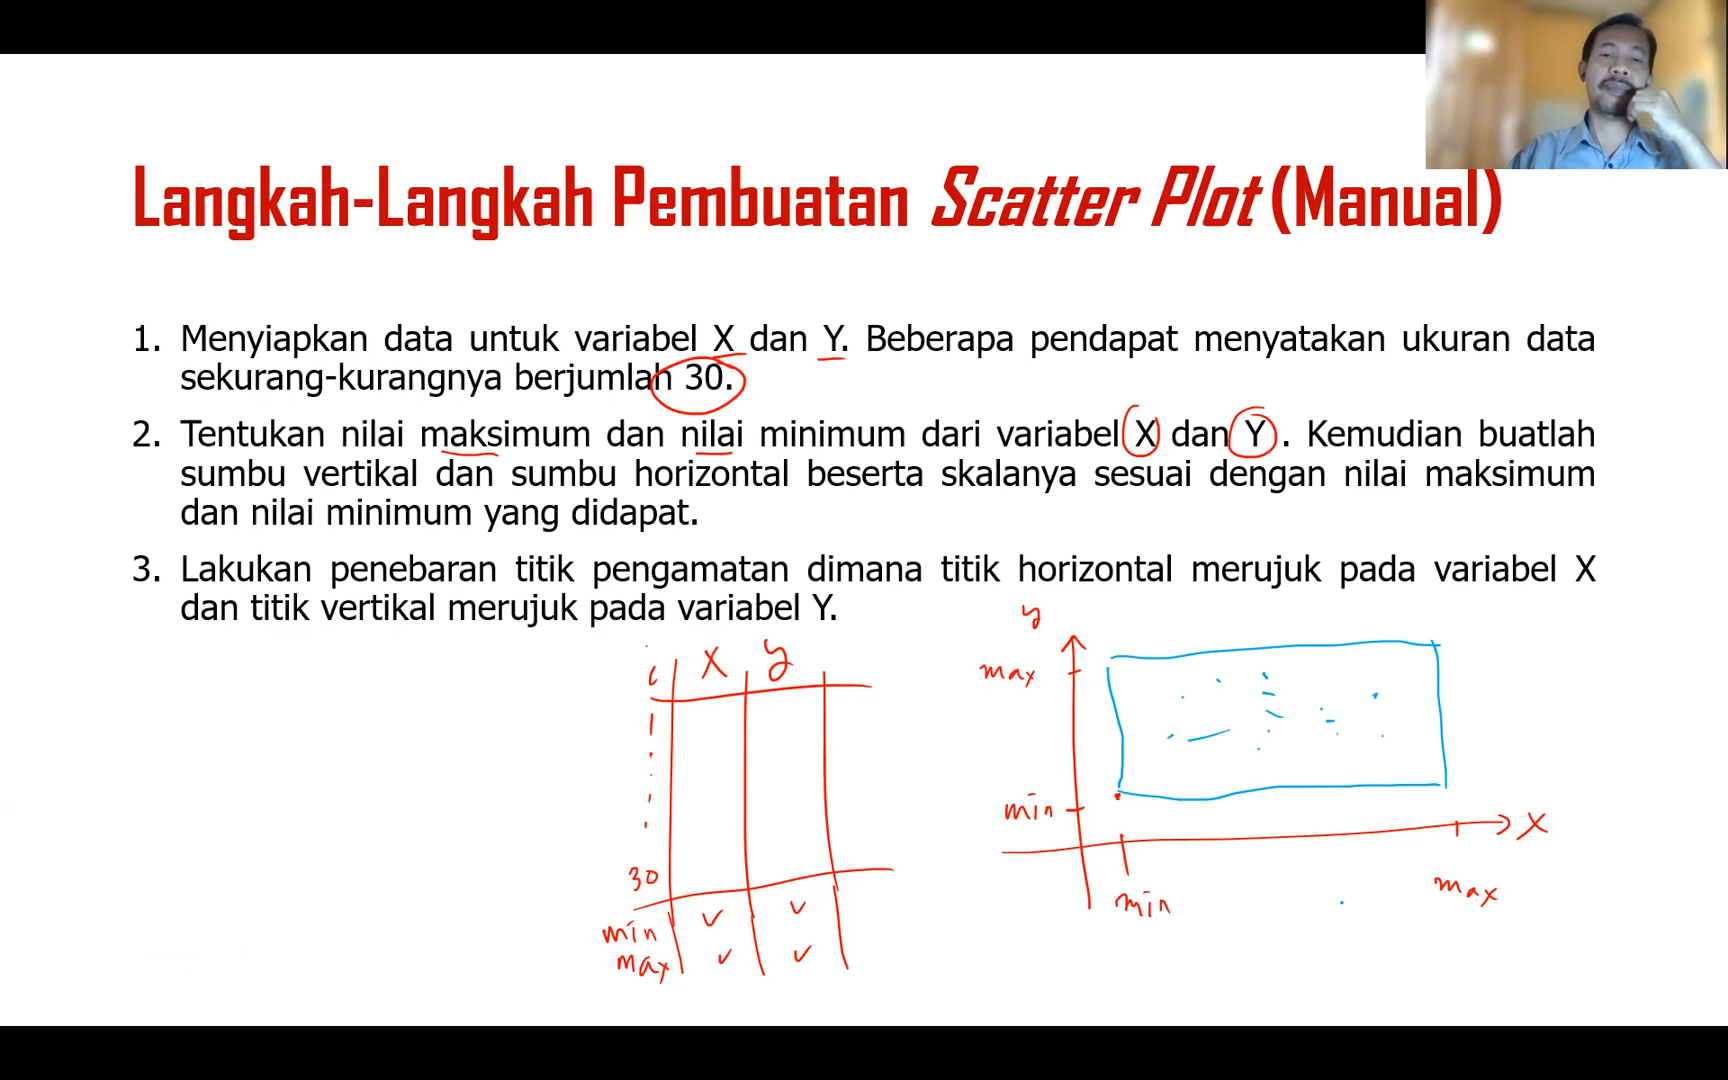 Langkah-Langkah Pembuatan Scatter Plot (Manual)
1. Menyiapkan data untuk variabel X dan Y. Beberapa pendapat menyatakan ukuran data
sekurang-kurangnya berjumlah 30.
2. Tentukan nilai maksimum dan nilai minimum dari variabel X dan Y . Kemudian buatlah
sumbu vertikal dan sumbu horizontal beserta skalanya sesuai dengan nilai maksimum
dan nilai minimum yang didapat.
3. Lakukan penebaran titik pengamatan dimana titik horizontal merujuk pada variabel X
dan titik vertikal merujuk pada variabel Y.
i X y
1
30
min
max
y
max
min
X
min
max